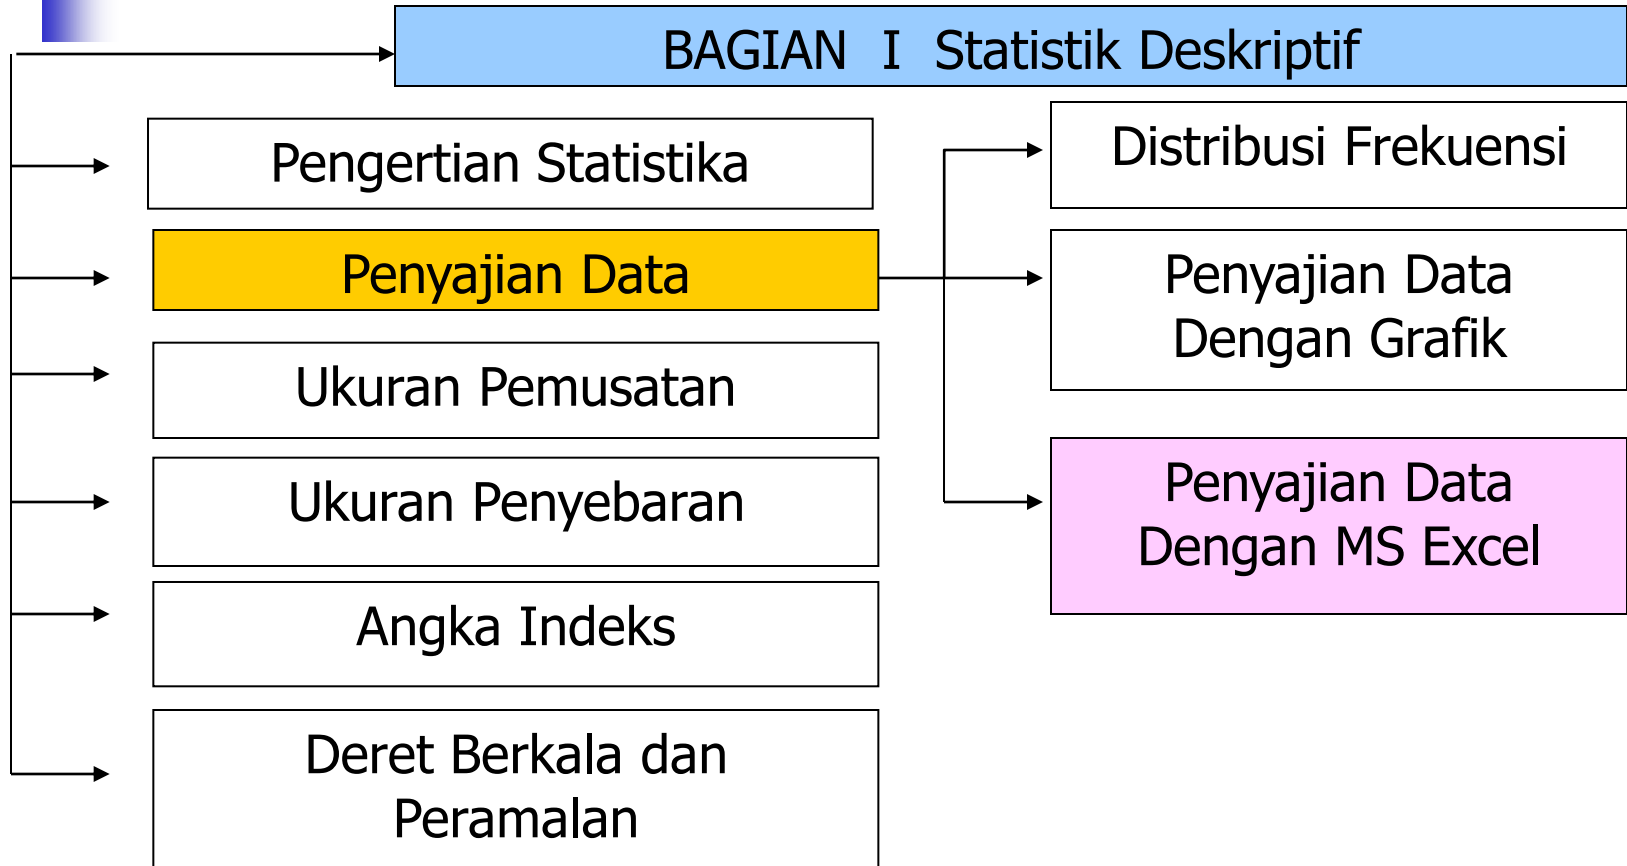 BAGIAN I Statistik Deskriptif
Pengertian Statistika
Penyajian Data
Ukuran Pemusatan
Ukuran Penyebaran
Angka Indeks
Deret Berkala dan
Peramalan
Distribusi Frekuensi
Penyajian Data
Dengan Grafik
Penyajian Data
Dengan MS Excel